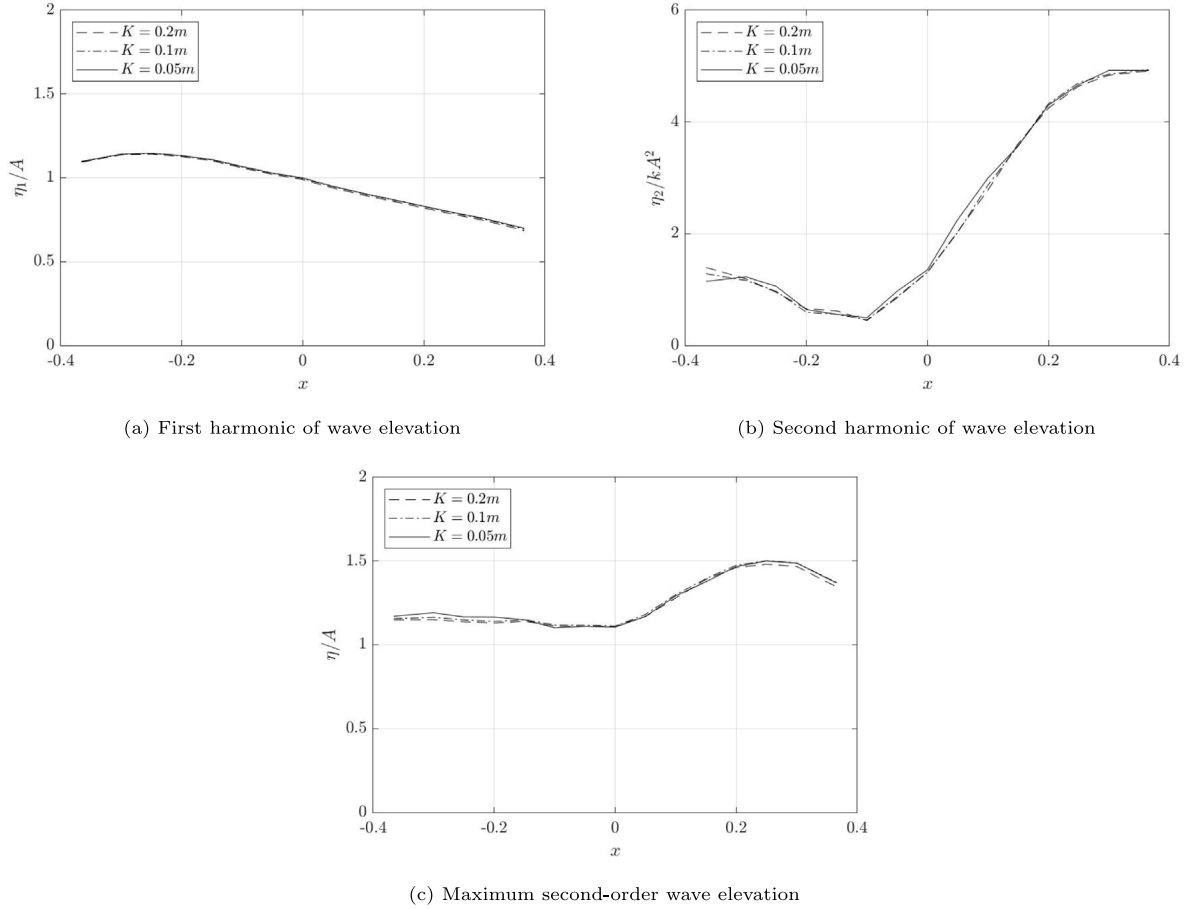 2
1.5
1
0.5
0
-0.4
-0.2
0
0.2
0.4
η₁/A
x
K = 0.2m
K = 0.1m
K = 0.05m
(a) First harmonic of wave elevation
6
4
2
0
-0.4
-0.2
0
0.2
0.4
η₂/kA²
x
K = 0.2m
K = 0.1m
K = 0.05m
(b) Second harmonic of wave elevation
2
1.5
1
0.5
0
-0.4
-0.2
0
0.2
0.4
η/A
x
K = 0.2m
K = 0.1m
K = 0.05m
(c) Maximum second-order wave elevation